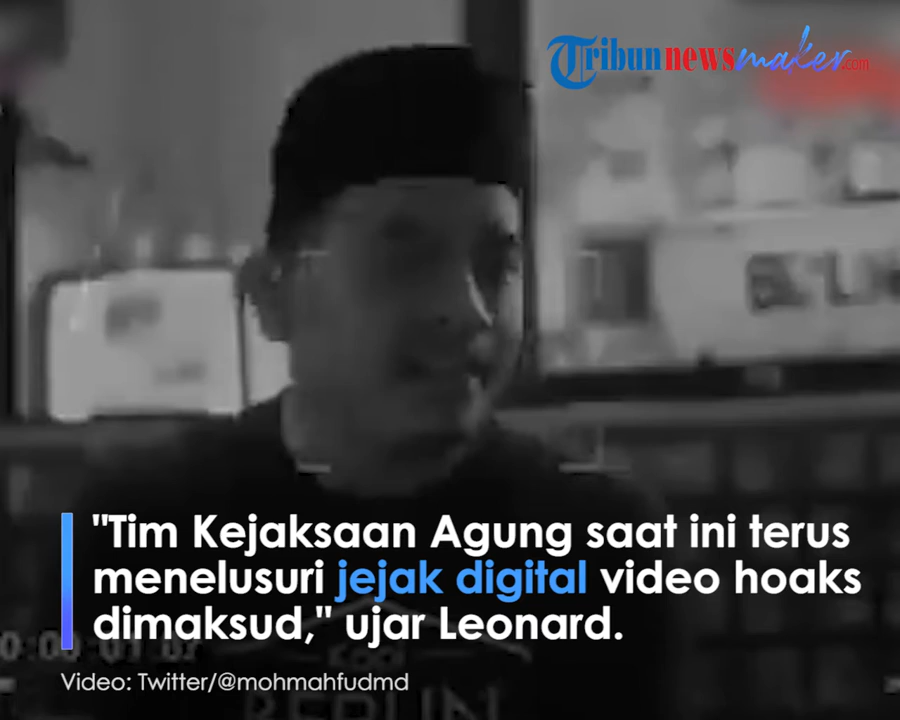 Tribunnewsmaker.com
"Tim Kejaksaan Agung saat ini terus
menelusuri jejak digital video hoaks
dimaksud," ujar Leonard.
Video: Twitter/@mohmahfudmd
BERLIN